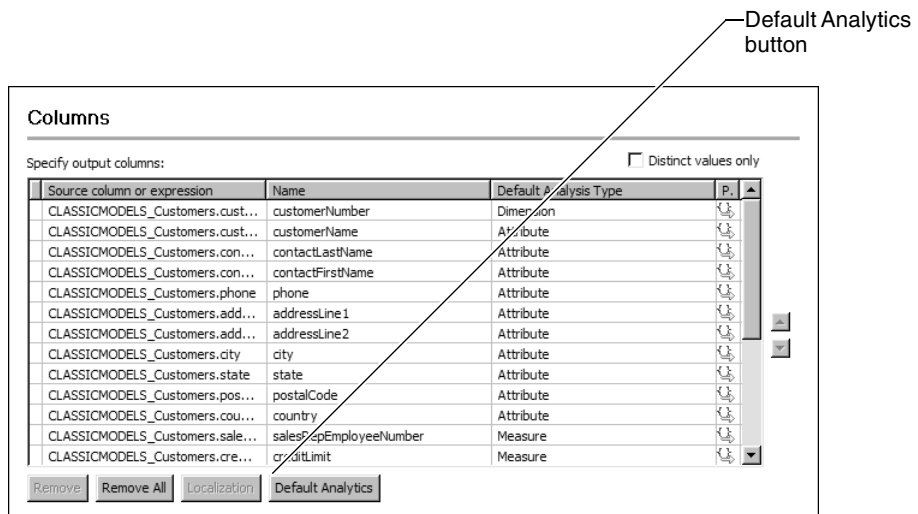 Default Analytics
button
Columns
Specify output columns:
Distinct values only
Source column or expression Name Default Analysis Type P.
CLASSICMODELS_Customers.cust... customerNumber Dimension
CLASSICMODELS_Customers.cust... customerName Attribute
CLASSICMODELS_Customers.con... contactLastName Attribute
CLASSICMODELS_Customers.con... contactFirstName Attribute
CLASSICMODELS_Customers.phone phone Attribute
CLASSICMODELS_Customers.add... addressLine1 Attribute
CLASSICMODELS_Customers.add... addressLine2 Attribute
CLASSICMODELS_Customers.city city Attribute
CLASSICMODELS_Customers.state state Attribute
CLASSICMODELS_Customers.pos... postalCode Attribute
CLASSICMODELS_Customers.cou... country Attribute
CLASSICMODELS_Customers.sale... salesRepEmployeeNumber Measure
CLASSICMODELS_Customers.cre... creditLimit Measure
Remove Remove All Localization Default Analytics